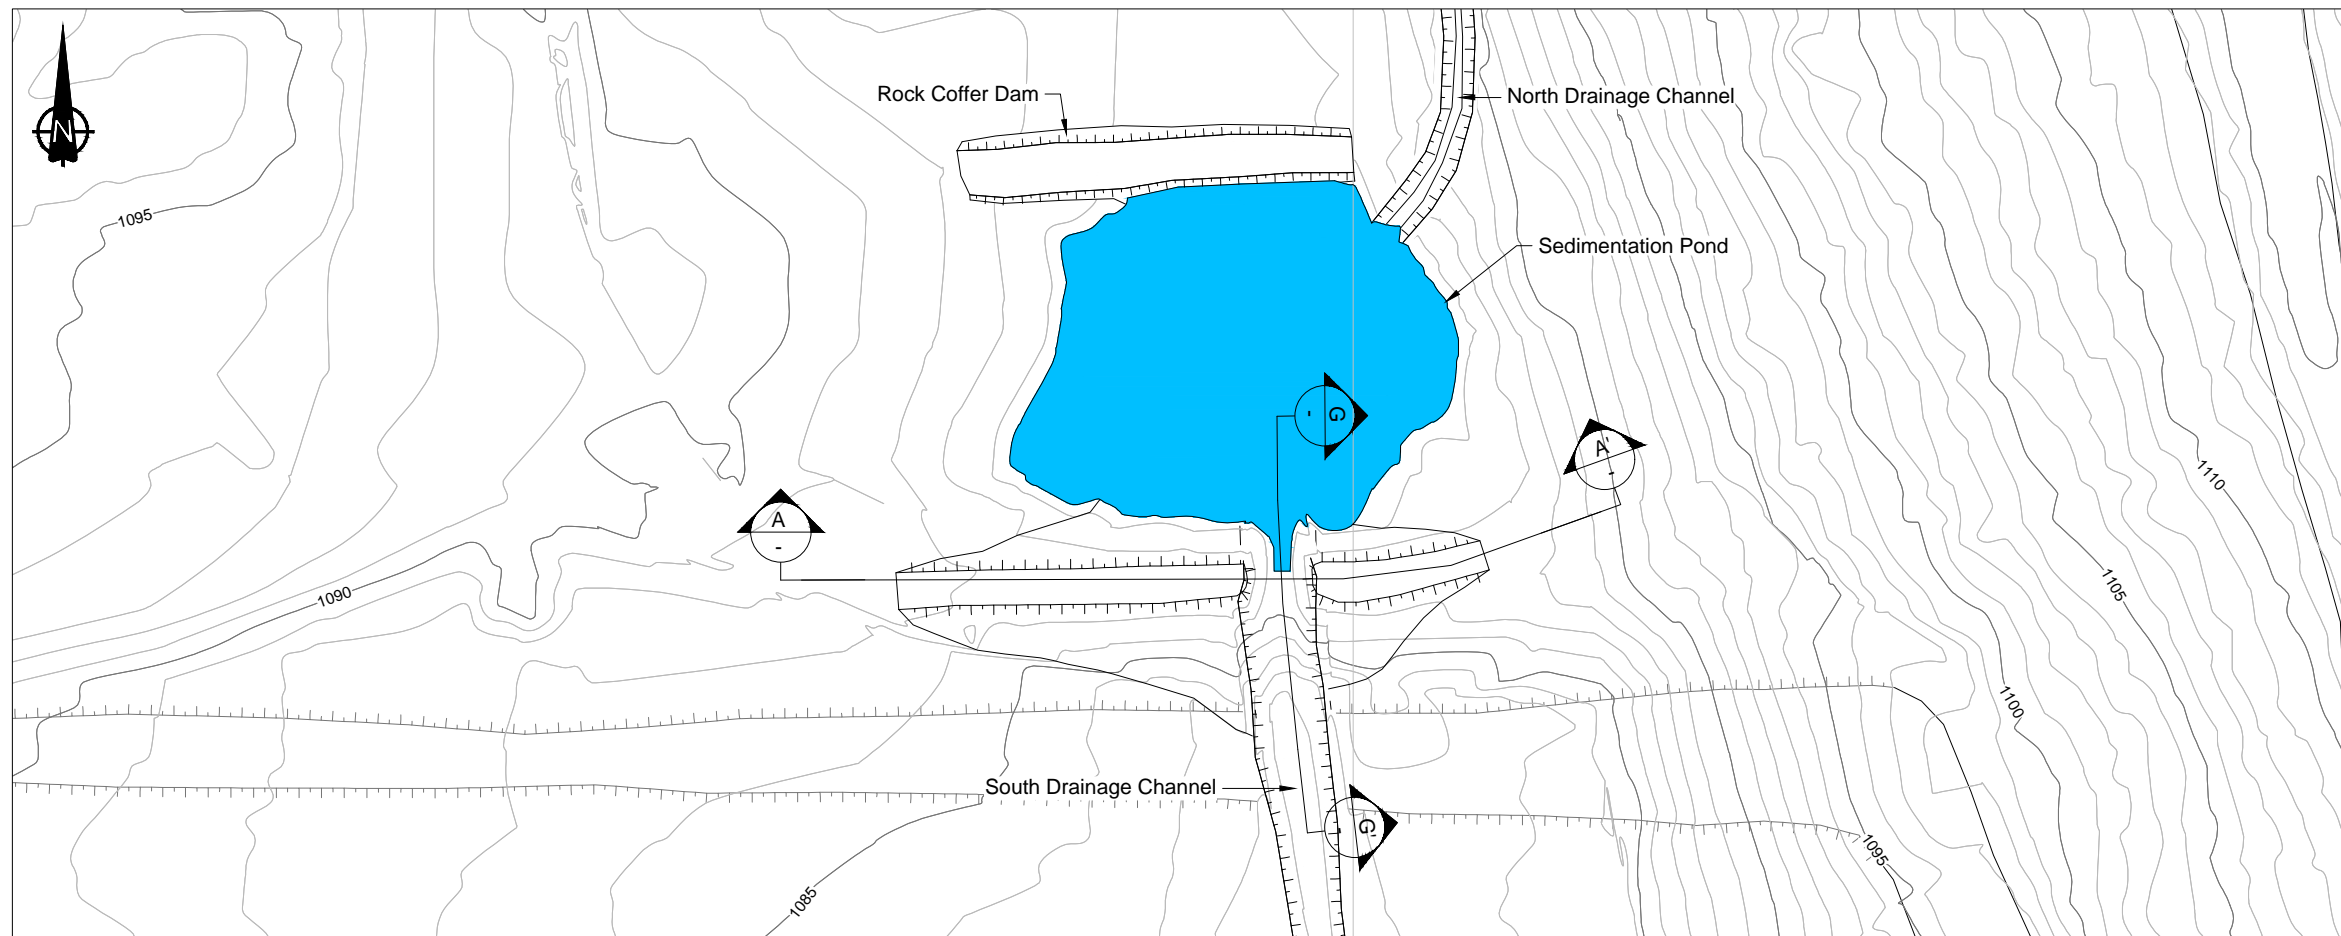 Rock Coffer Dam
North Drainage Channel
N
1095
Sedimentation Pond
G
-
A'
-
1110
A
-
1105
1090
1100
South Drainage Channel
G'
-
1095
1085